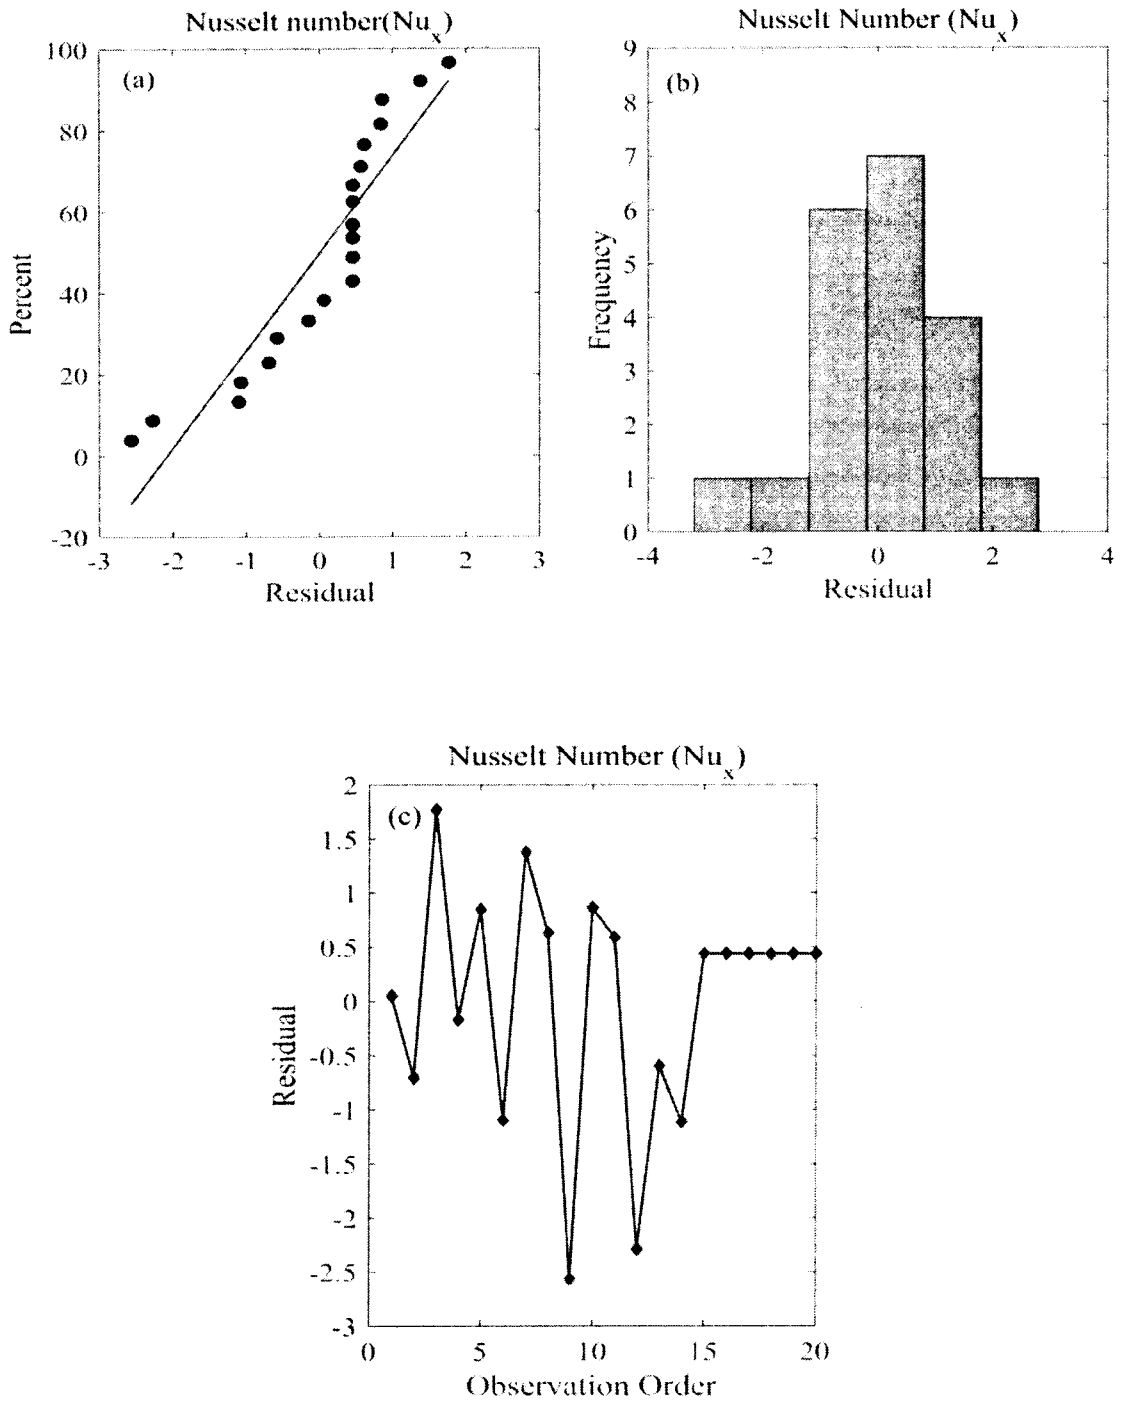 Nusselt number(Nu_x)
(a)
100
80
60
40
20
0
-20
Percent
-3 -2 -1 0 1 2 3
Residual
Nusselt Number (Nu_x)
(b)
9
8
7
6
5
4
3
2
1
0
Frequency
-4 -2 0 2 4
Residual
Nusselt Number (Nu_x)
(c)
2
1.5
1
0.5
0
-0.5
-1
-1.5
-2
-2.5
-3
Residual
0 5 10 15 20
Observation Order